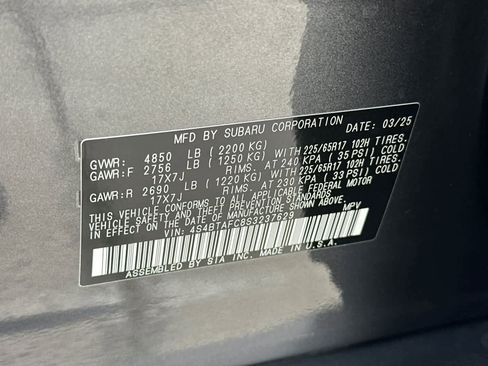 MFD BY SUBARU CORPORATION DATE: 03/25
GVWR: 4850 LB ( 2200 KG)
GAWR:F 2756 LB ( 1250 KG) WITH 225/65R17 102H TIRES,
17X7J RIMS, AT 240 KPA ( 35 PSI) COLD
GAWR:R 2690 LB ( 1220 KG) WITH 225/65R17 102H TIRES,
17X7J RIMS, AT 230 KPA ( 33 PSI) COLD
THIS VEHICLE CONFORMS TO ALL APPLICABLE FEDERAL MOTOR
VEHICLE SAFETY AND BUMPER STANDARDS IN EFFECT ON THE DATE OF
MANUFACTURE SHOWN ABOVE.
VIN: 4S4BTAFC8S3237629 MPV
ASSEMBLED BY SIA INC. MADE IN U.S.A.